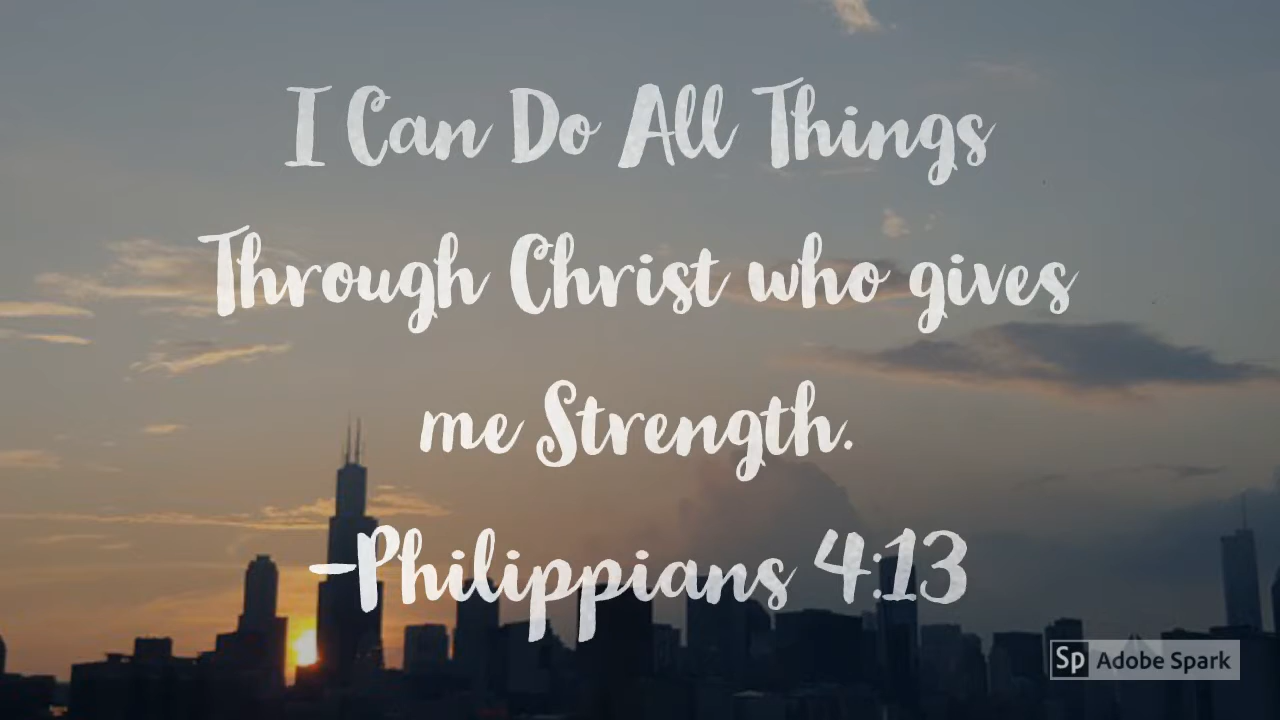 I Can Do All Things
Through Christ who gives
me Strength.
-Philippians 4:13
Sp Adobe Spark